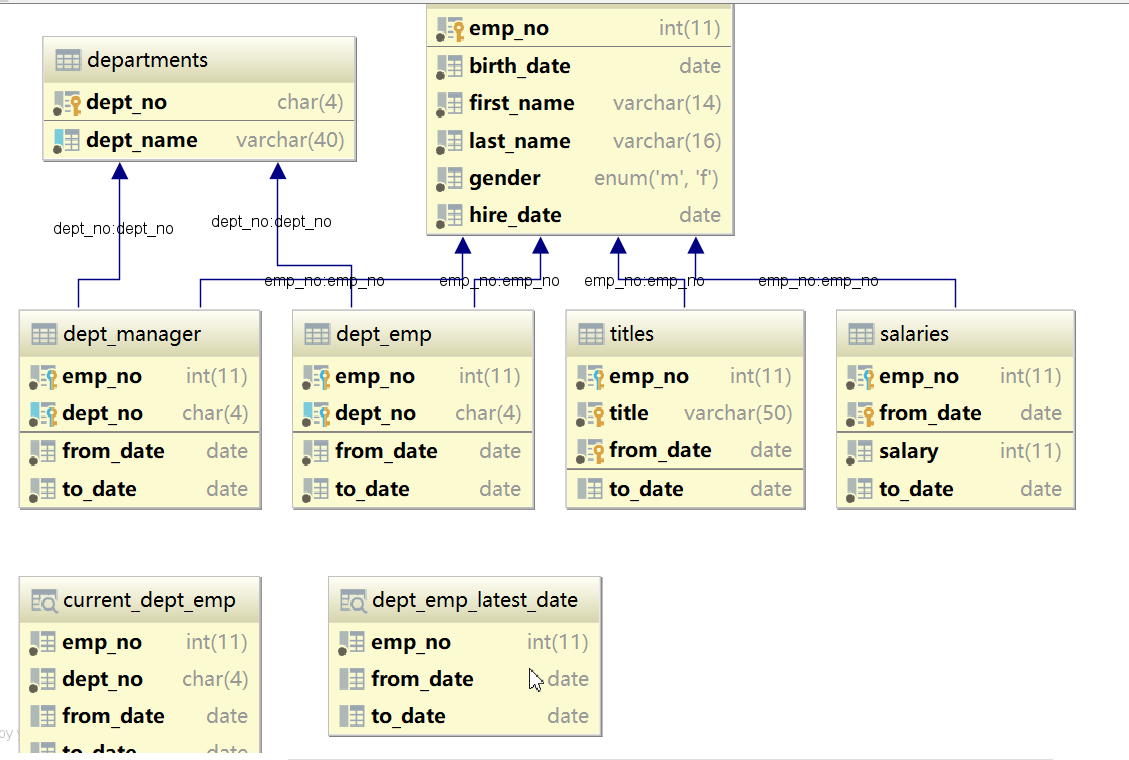 emp_no int(11)
birth_date date
first_name varchar(14)
last_name varchar(16)
gender enum('m', 'f')
hire_date date
departments
dept_no char(4)
dept_name varchar(40)
dept_no:dept_no
dept_no:dept_no
emp_no:emp_no
emp_no:emp_no
emp_no:emp_no
emp_no:emp_no
dept_manager
emp_no int(11)
dept_no char(4)
from_date date
to_date date
dept_emp
emp_no int(11)
dept_no char(4)
from_date date
to_date date
titles
emp_no int(11)
title varchar(50)
from_date date
to_date date
salaries
emp_no int(11)
from_date date
salary int(11)
to_date date
current_dept_emp
emp_no int(11)
dept_no char(4)
from_date date
to_date date
dept_emp_latest_date
emp_no int(11)
from_date date
to_date date